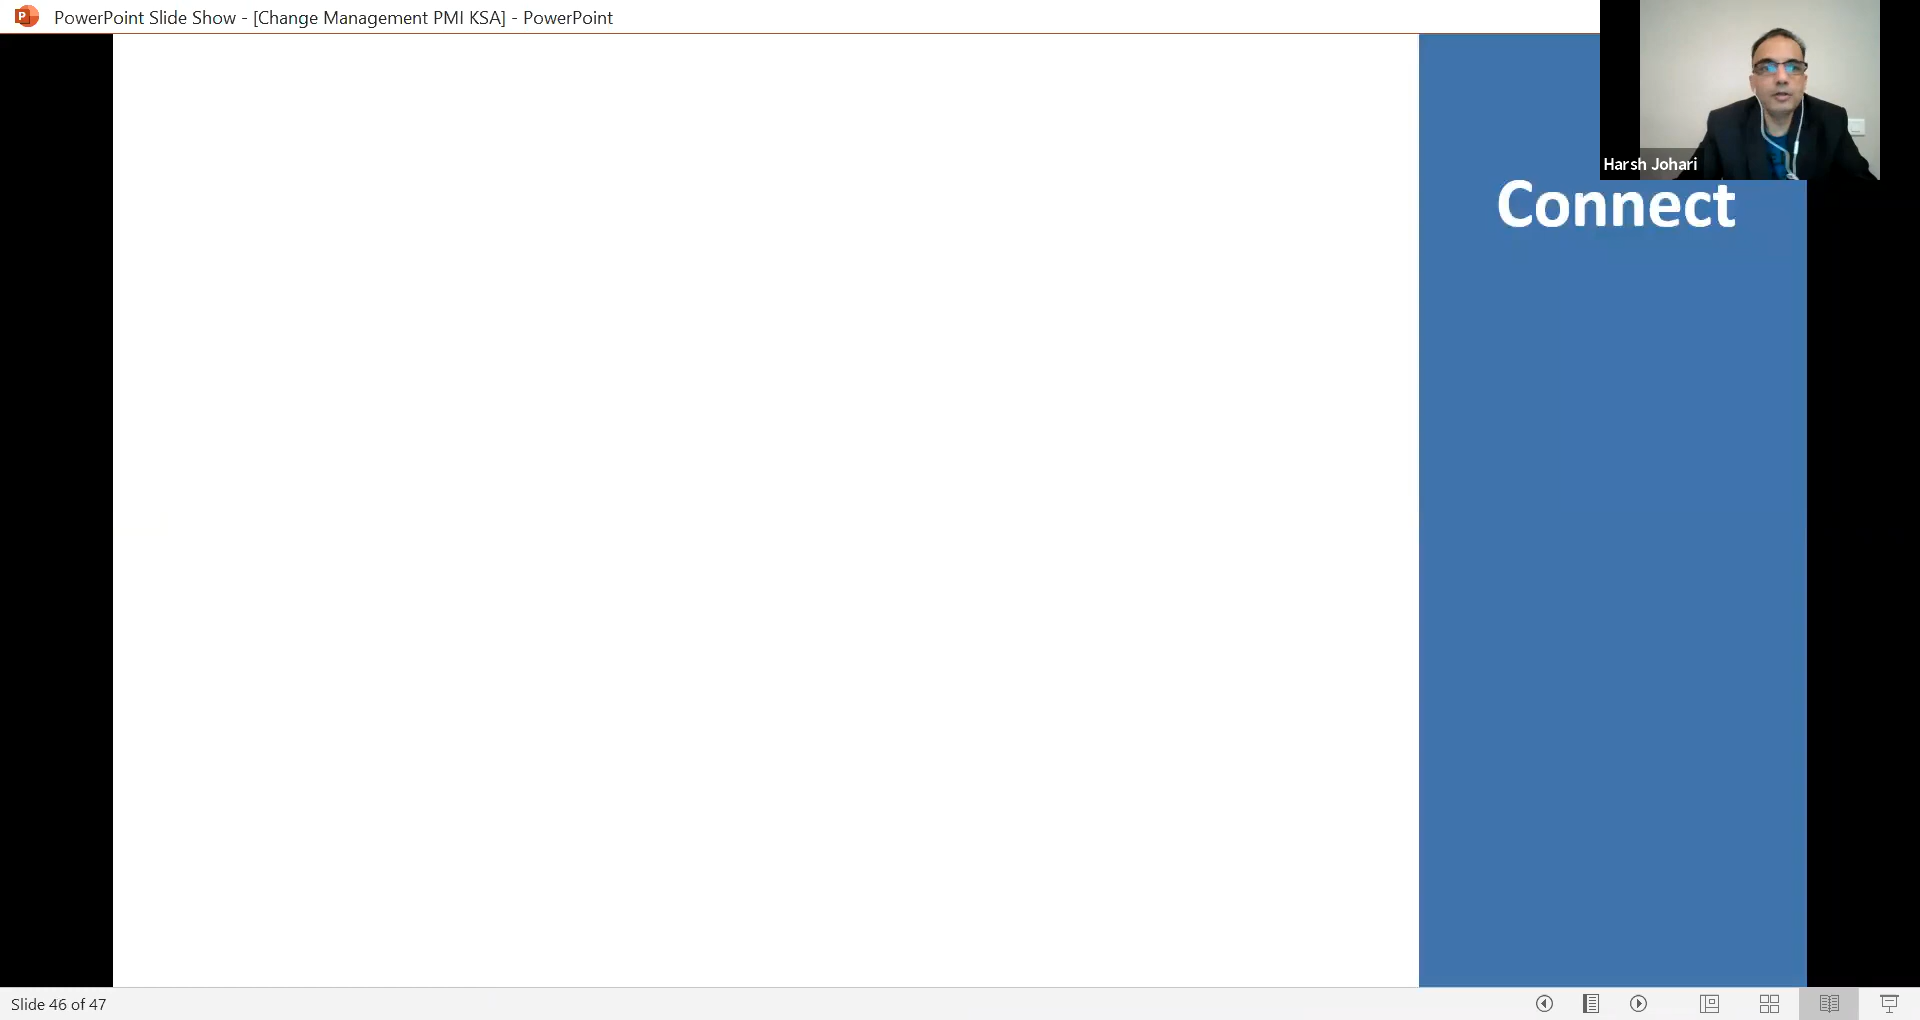 PowerPoint Slide Show - [Change Management PMI KSA] - PowerPoint
Harsh Johari
Connect
Slide 46 of 47